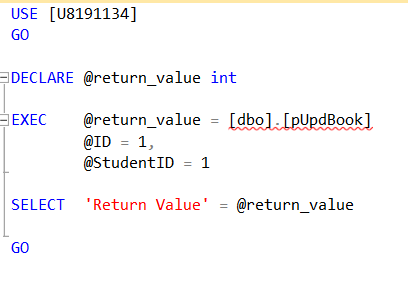 USE [U8191134]
GO
DECLARE @return_value int
EXEC @return_value = [dbo].[pUpdBook]
@ID = 1,
@StudentID = 1
SELECT 'Return Value' = @return_value
GO